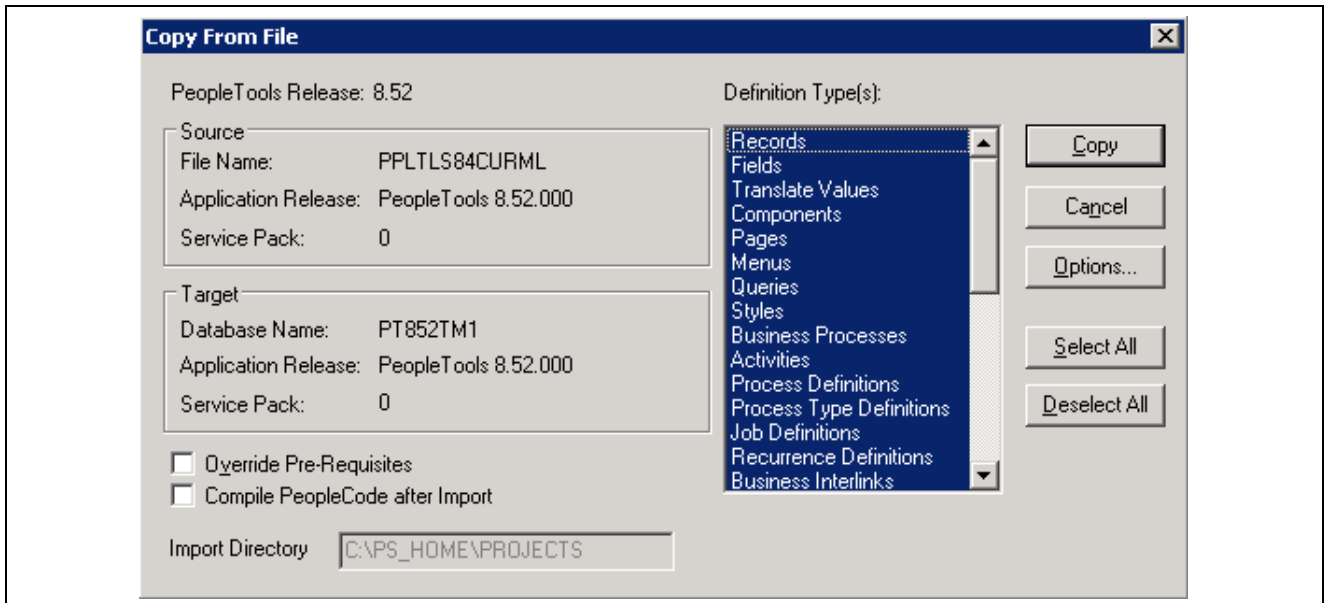 Copy From File
PeopleTools Release: 8.52
Source
File Name: PPLTLS84CURML
Application Release: PeopleTools 8.52.000
Service Pack: 0
Target
Database Name: PT852TM1
Application Release: PeopleTools 8.52.000
Service Pack: 0
Override Pre-Requisites
Compile PeopleCode after Import
Import Directory C:\PS_HOME\PROJECTS
Definition Type(s):
Records
Fields
Translate Values
Components
Pages
Menus
Queries
Styles
Business Processes
Activities
Process Definitions
Process Type Definitions
Job Definitions
Recurrence Definitions
Business Interlinks
Copy
Cancel
Options...
Select All
Deselect All